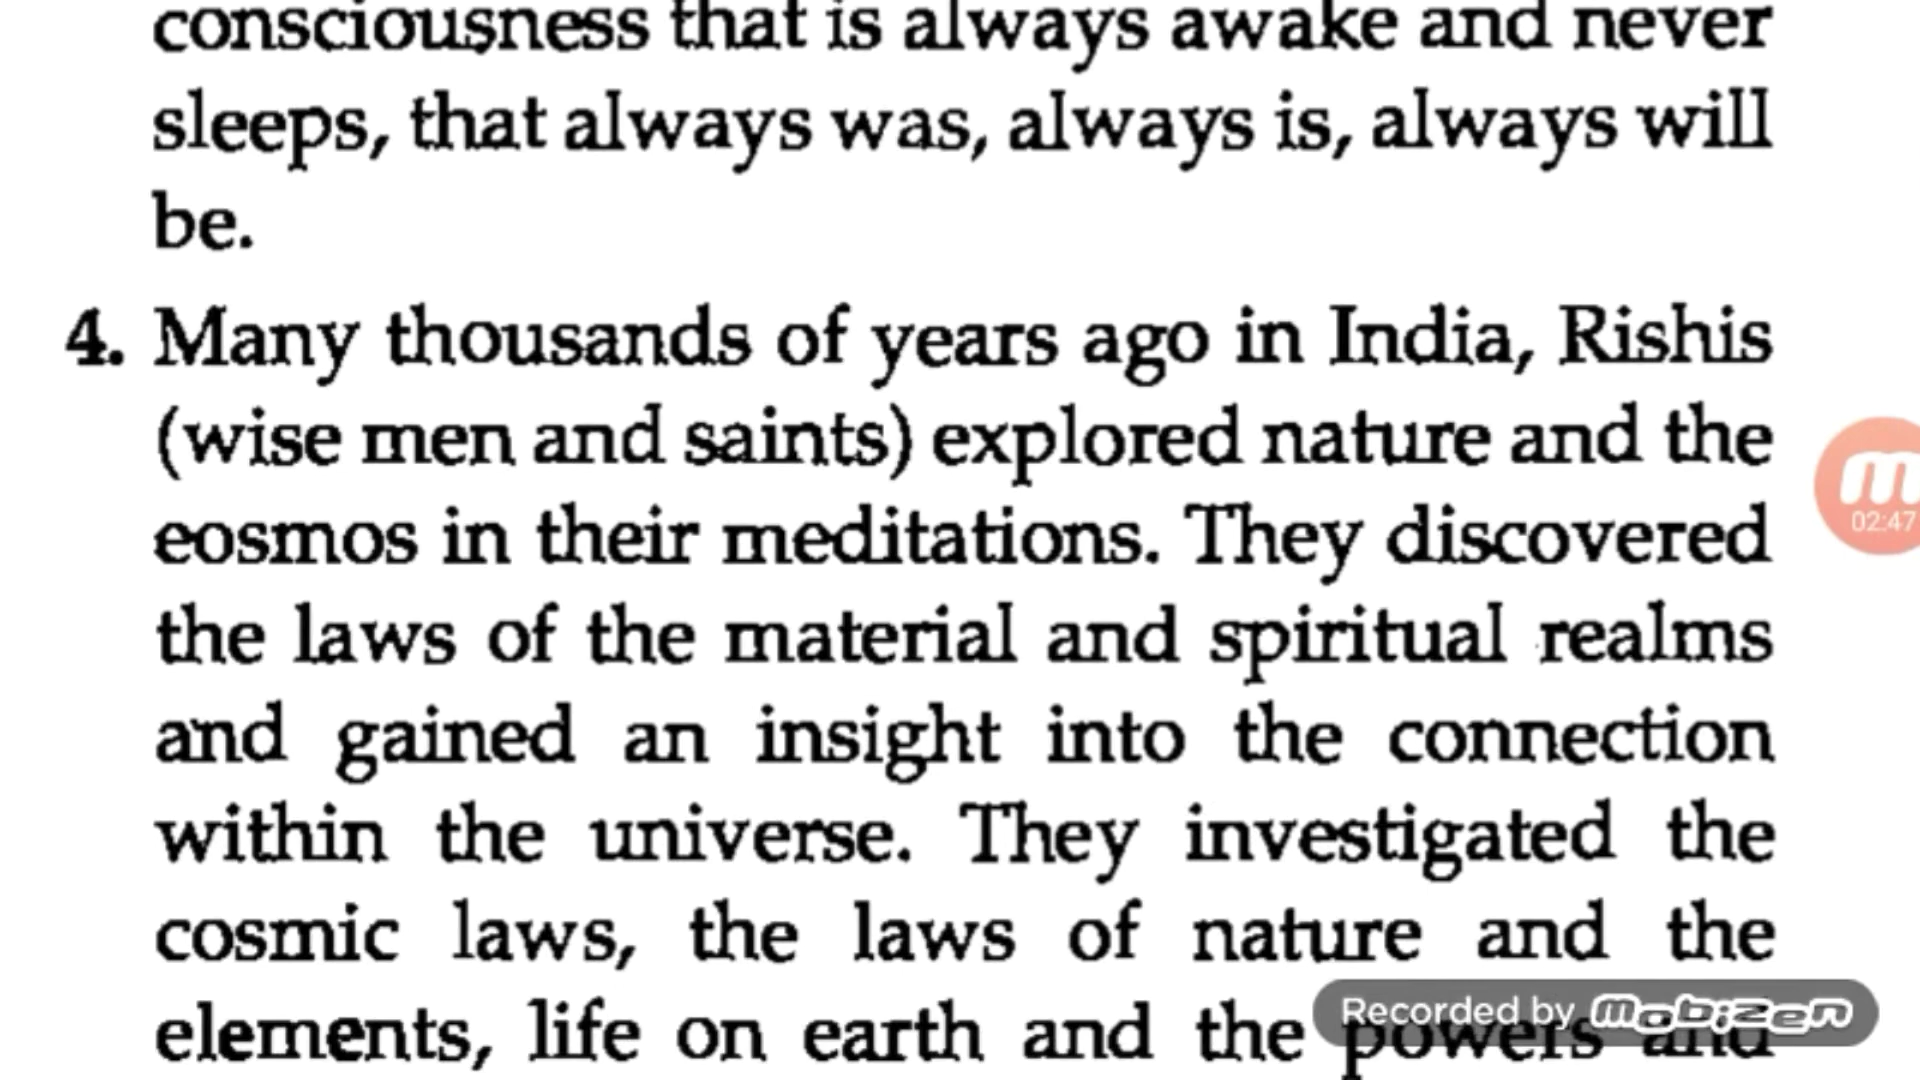 consciousness that is always awake and never
sleeps, that always was, always is, always will
be.
4. Many thousands of years ago in India, Rishis
(wise men and saints) explored nature and the
eosmos in their meditations. They discovered
the laws of the material and spiritual realms
and gained an insight into the connection
within the universe. They investigated the
cosmic laws, the laws of nature and the
elements, life on earth and the powers and
m
02:47
Recorded by mobizen